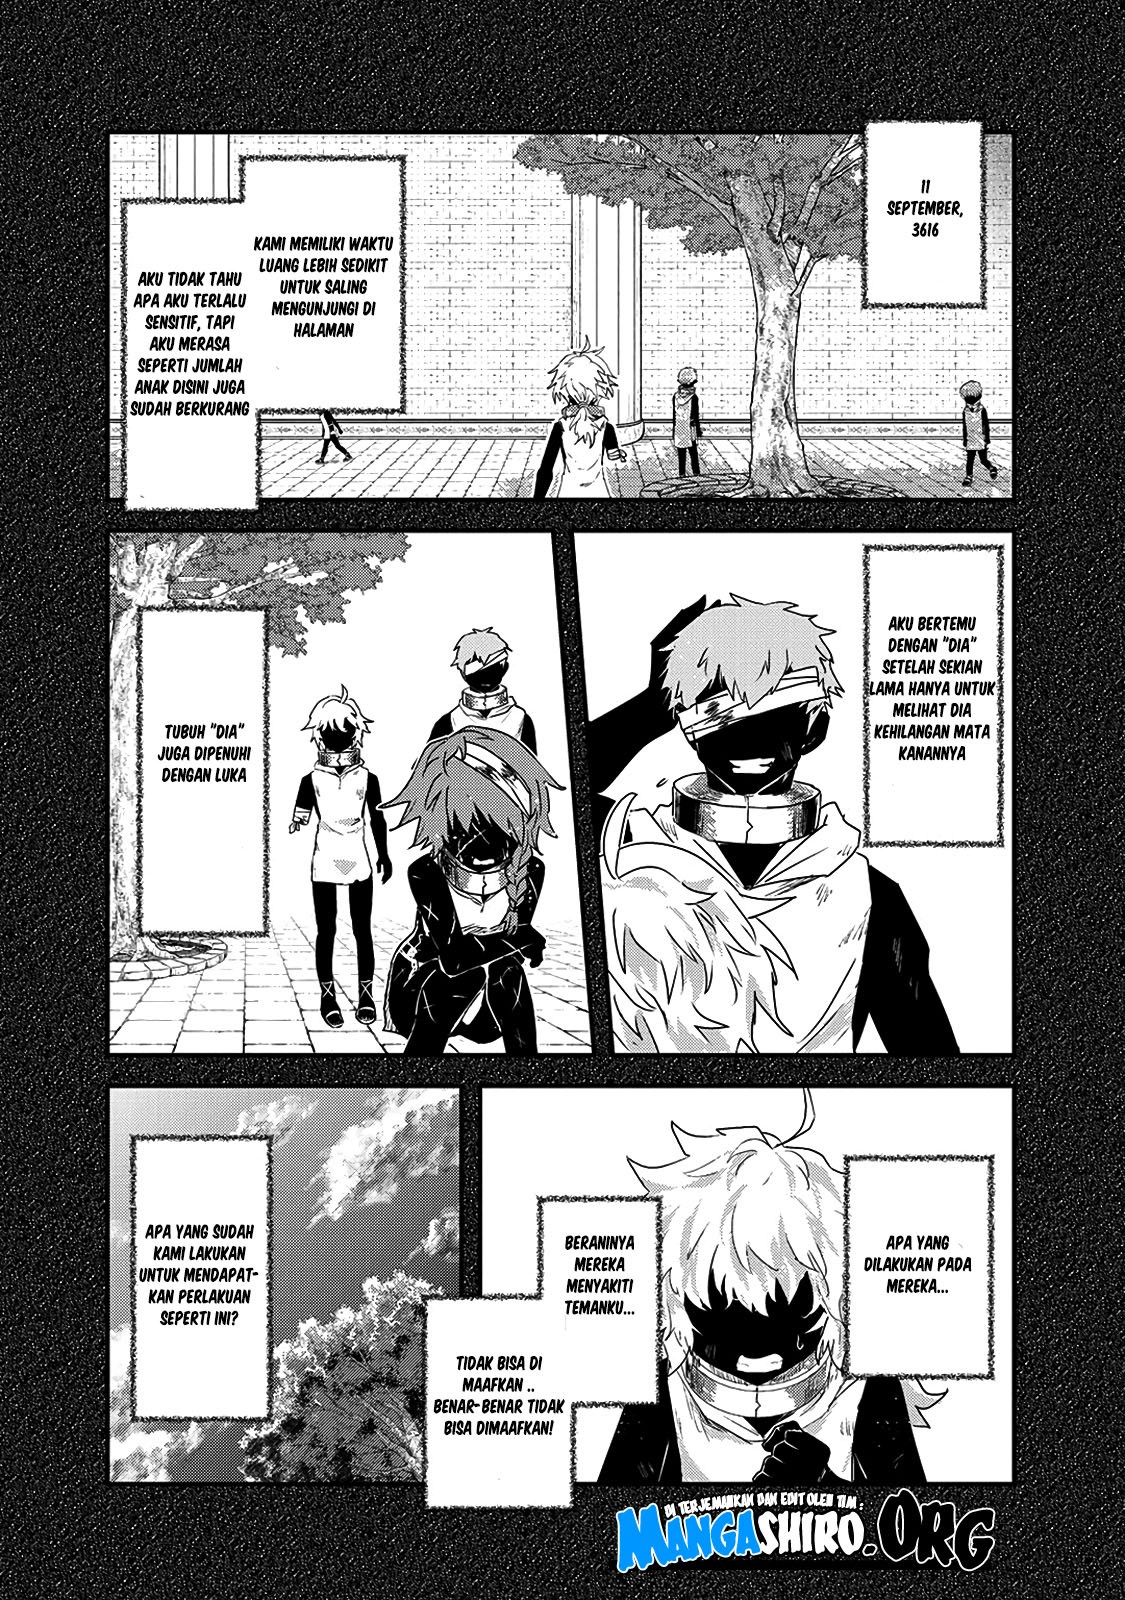 11
SEPTEMBER,
3616
KAMI MEMILIKI WAKTU
LUANG LEBIH SEDIKIT
UNTUK SALING
MENGUNJUNGI DI
HALAMAN
AKU TIDAK TAHU
APA AKU TERLALU
SENSITIF, TAPI
AKU MERASA
SEPERTI JUMLAH
ANAK DISINI JUGA
SUDAH BERKURANG
AKU BERTEMU
DENGAN "DIA"
SETELAH SEKIAN
LAMA HANYA UNTUK
MELIHAT DIA
KEHILANGAN MATA
KANANNYA
TUBUH "DIA"
JUGA DIPENUHI
DENGAN LUKA
APA YANG
DILAKUKAN PADA
MEREKA...
BERANINYA
MEREKA
MENYAKITI
TEMANKU...
TIDAK BISA DI
MAAFKAN ..
BENAR-BENAR TIDAK
BISA DIMAAFKAN!
APA YANG SUDAH
KAMI LAKUKAN
UNTUK MENDAPAT-
KAN PERLAKUAN
SEPERTI INI?
DI TERJEMAHKAN DAN EDIT OLEH TIM :
MANGASHIRO.ORG